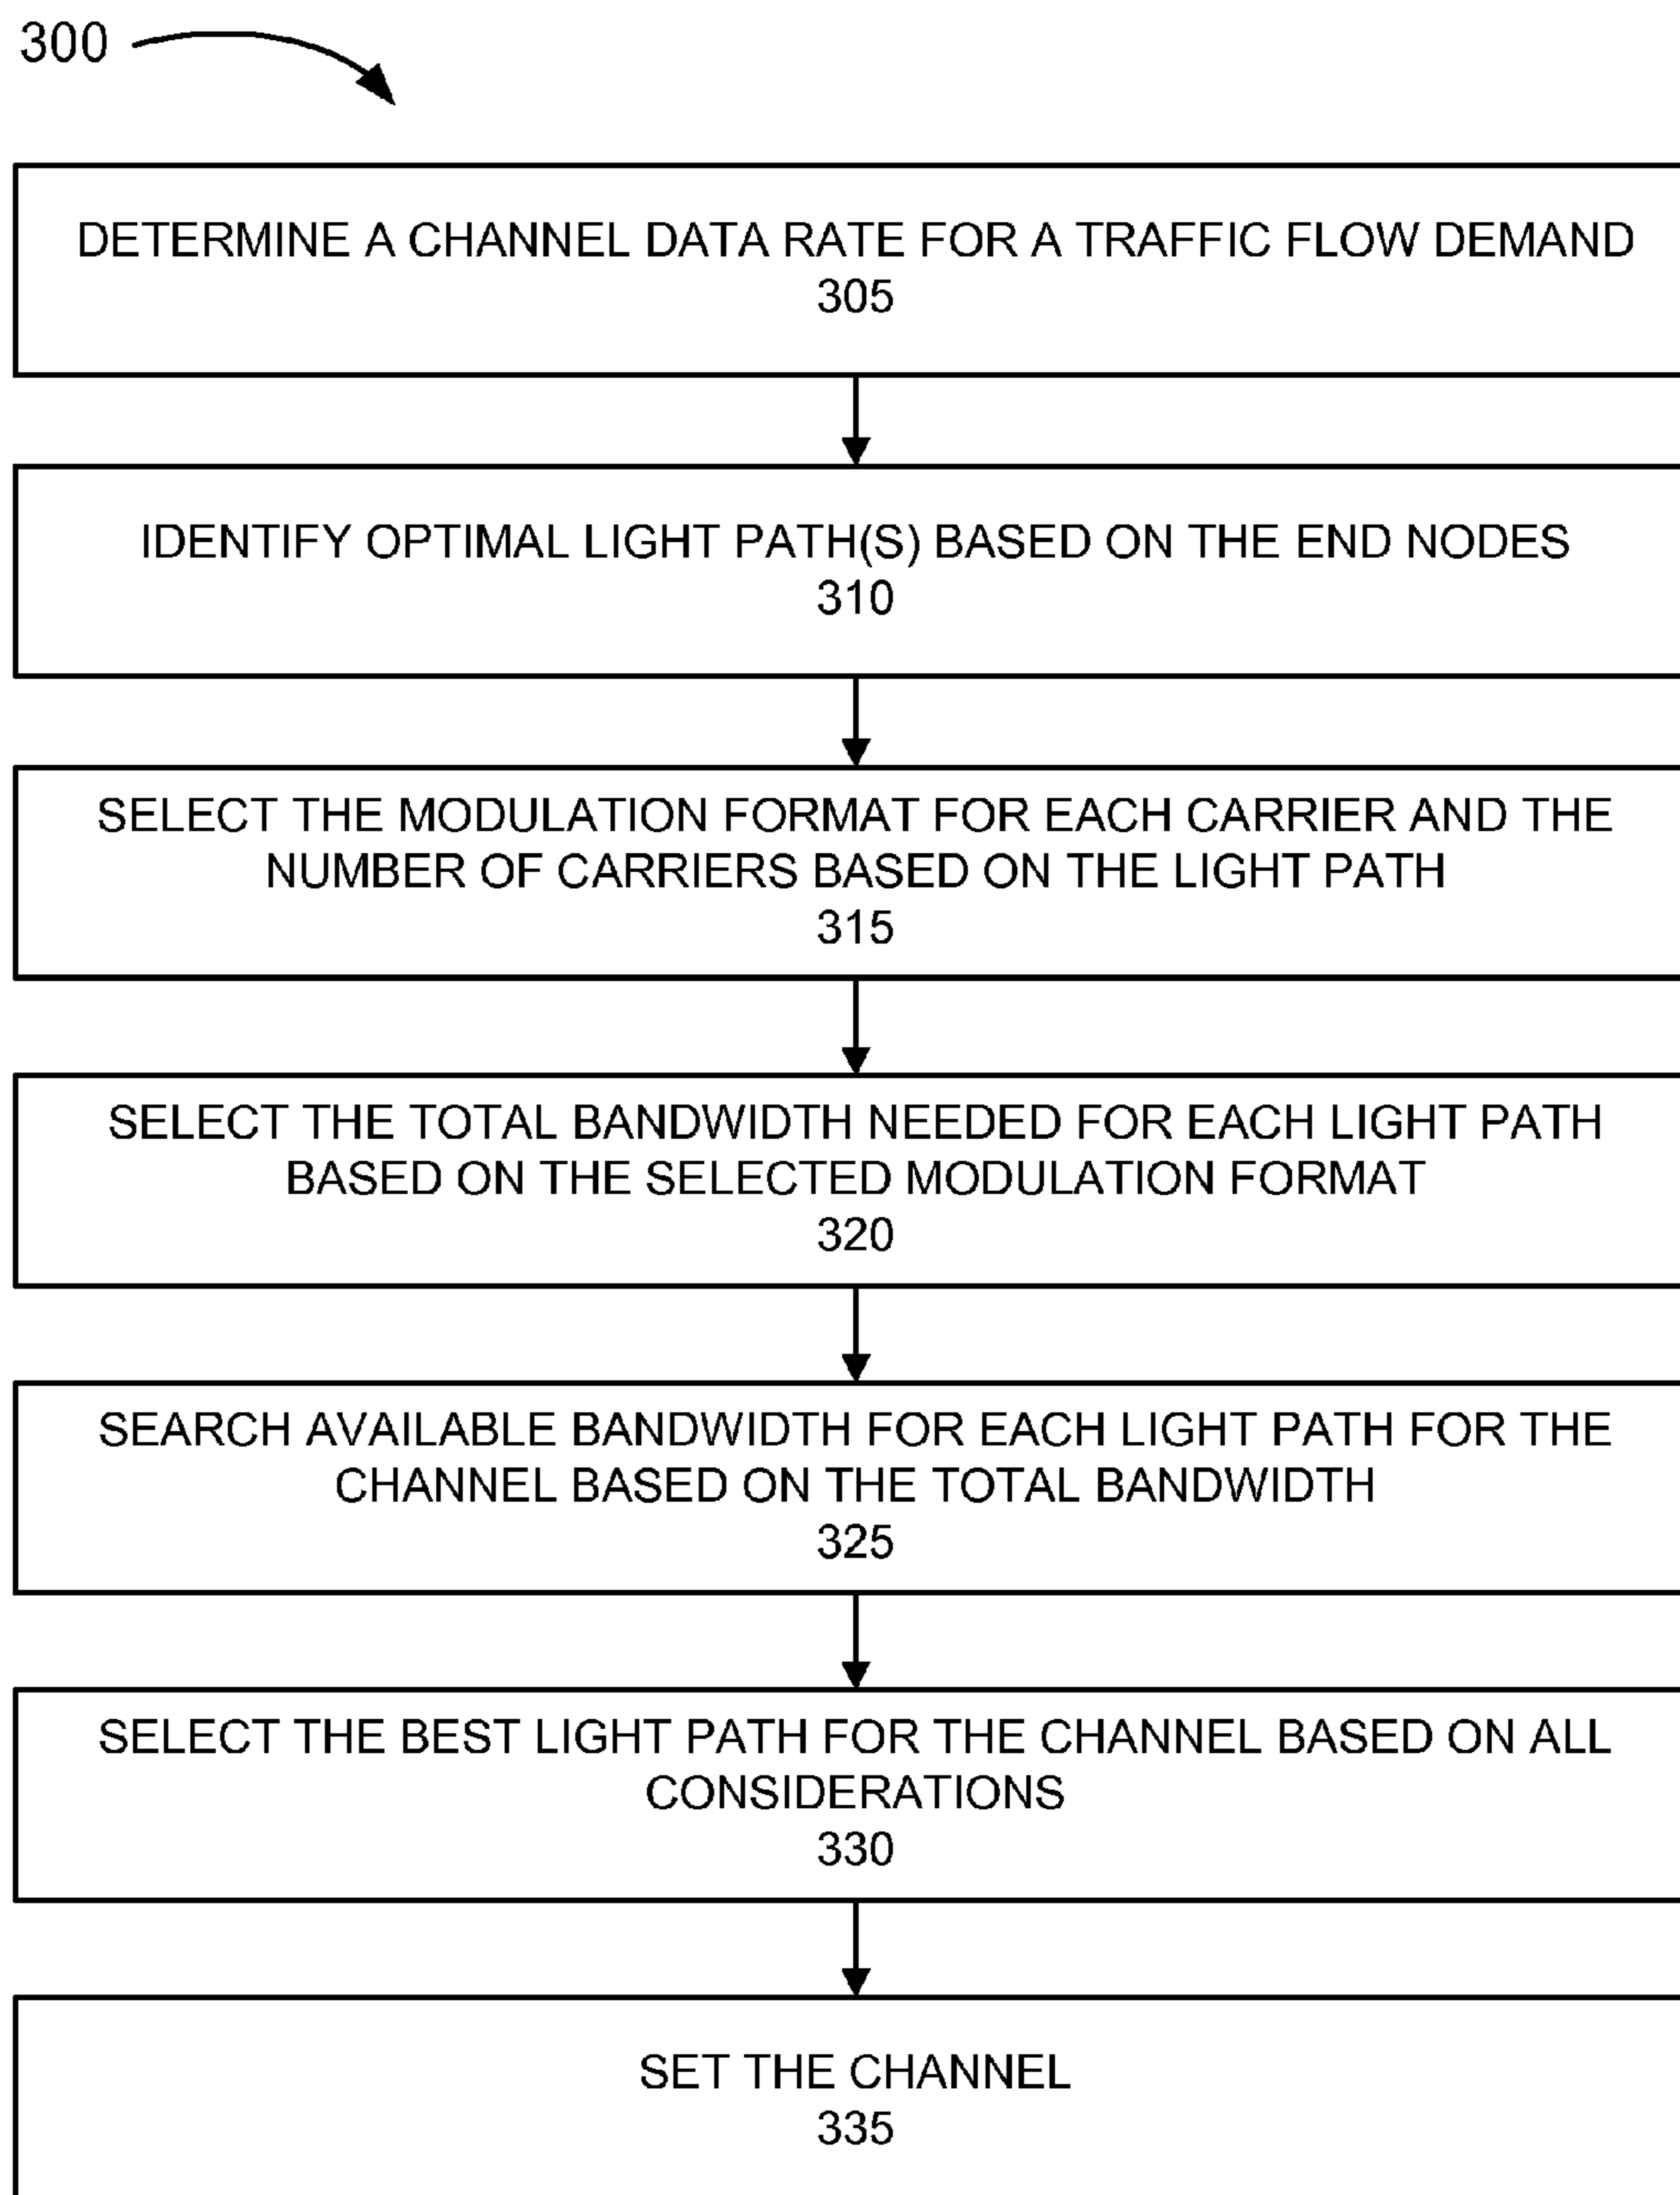 300
DETERMINE A CHANNEL DATA RATE FOR A TRAFFIC FLOW DEMAND
305
IDENTIFY OPTIMAL LIGHT PATH(S) BASED ON THE END NODES
310
SELECT THE MODULATION FORMAT FOR EACH CARRIER AND THE
NUMBER OF CARRIERS BASED ON THE LIGHT PATH
315
SELECT THE TOTAL BANDWIDTH NEEDED FOR EACH LIGHT PATH
BASED ON THE SELECTED MODULATION FORMAT
320
SEARCH AVAILABLE BANDWIDTH FOR EACH LIGHT PATH FOR THE
CHANNEL BASED ON THE TOTAL BANDWIDTH
325
SELECT THE BEST LIGHT PATH FOR THE CHANNEL BASED ON ALL
CONSIDERATIONS
330
SET THE CHANNEL
335